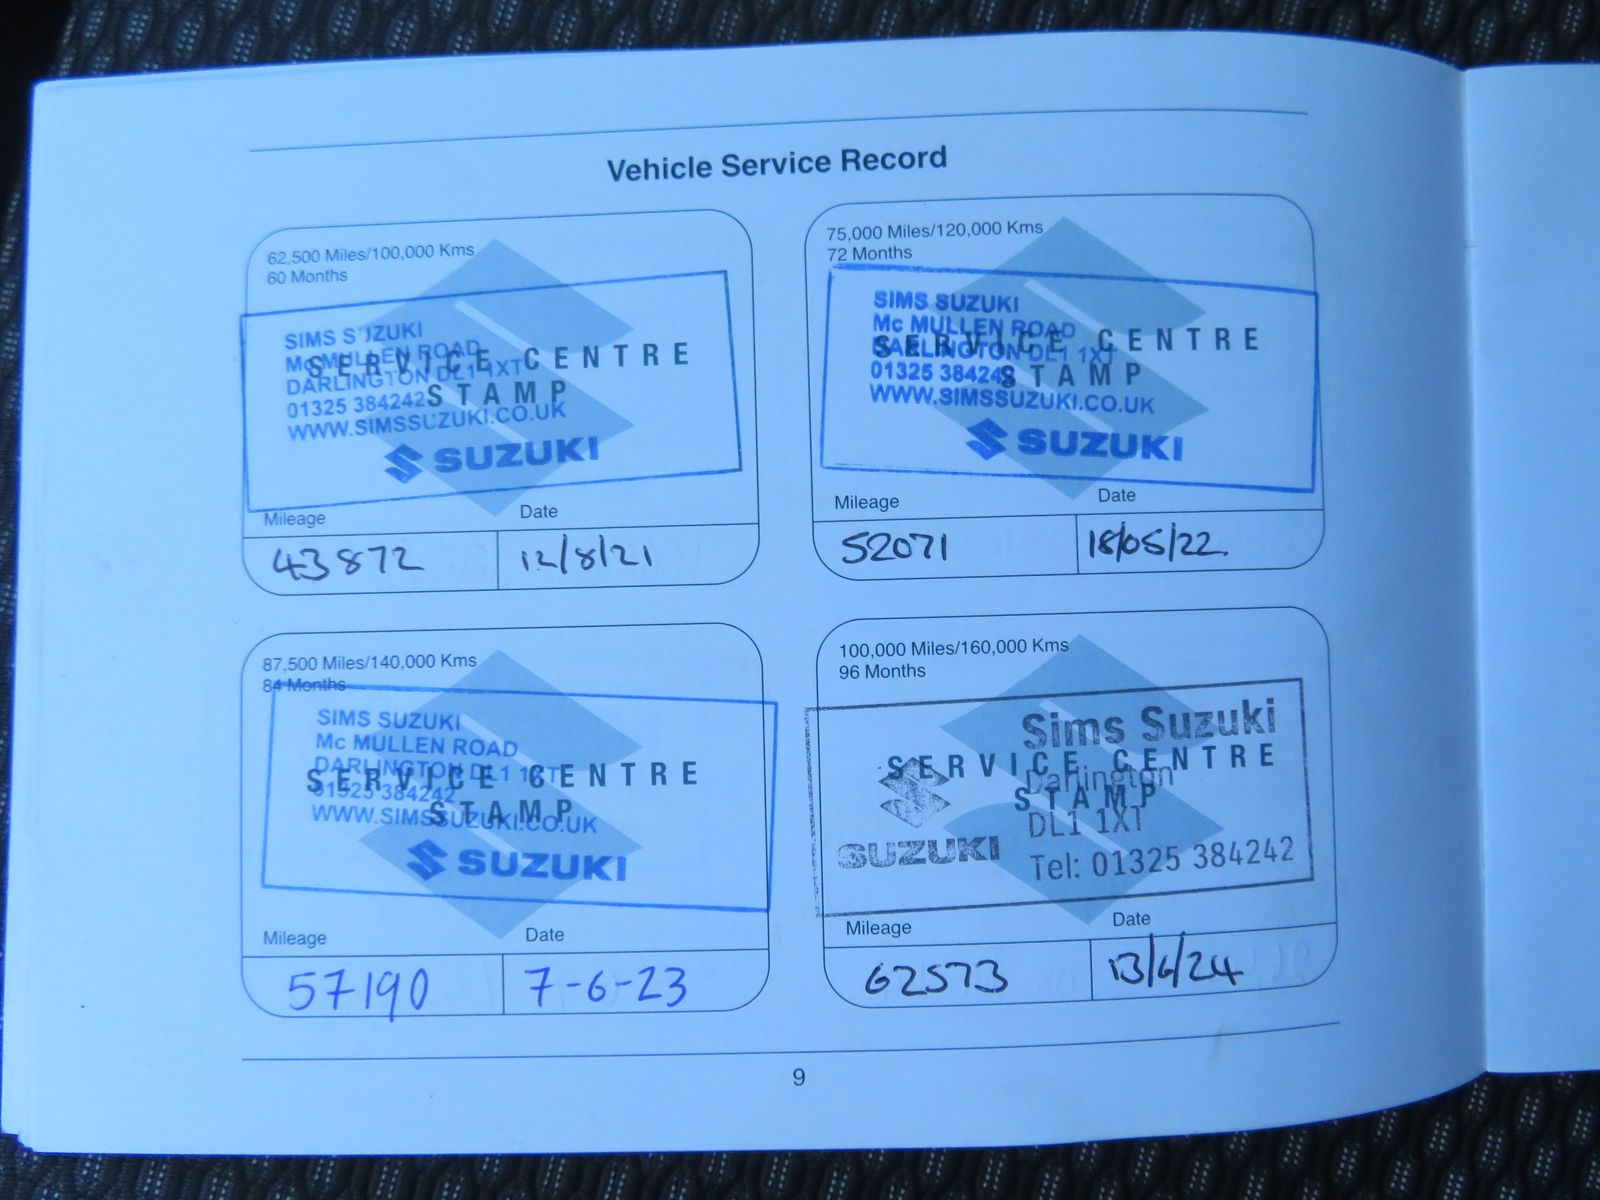 Vehicle Service Record
62,500 Miles/100,000 Kms
60 Months
SIMS SUZUKI
Mc MULLEN ROAD
DARLINGTON DL1 1XT
01325 384242
WWW.SIMSSUZUKI.CO.UK
SUZUKI
SERVICE CENTRE
STAMP
Mileage
Date
43872
12/8/21
75,000 Miles/120,000 Kms
72 Months
SIMS SUZUKI
Mc MULLEN ROAD
DARLINGTON DL1 1XT
01325 384242
WWW.SIMSSUZUKI.CO.UK
SUZUKI
SERVICE CENTRE
STAMP
Mileage
Date
52071
18/05/22.
87,500 Miles/140,000 Kms
84 Months
SIMS SUZUKI
Mc MULLEN ROAD
DARLINGTON DL1 1XT
01325 384242
WWW.SIMSSUZUKI.CO.UK
SUZUKI
SERVICE CENTRE
STAMP
Mileage
Date
57190
7-6-23
100,000 Miles/160,000 Kms
96 Months
Sims Suzuki
Darlington
DL1 1XT
Tel: 01325 384242
SUZUKI
SERVICE CENTRE
STAMP
Mileage
Date
62573
13/6/24
9